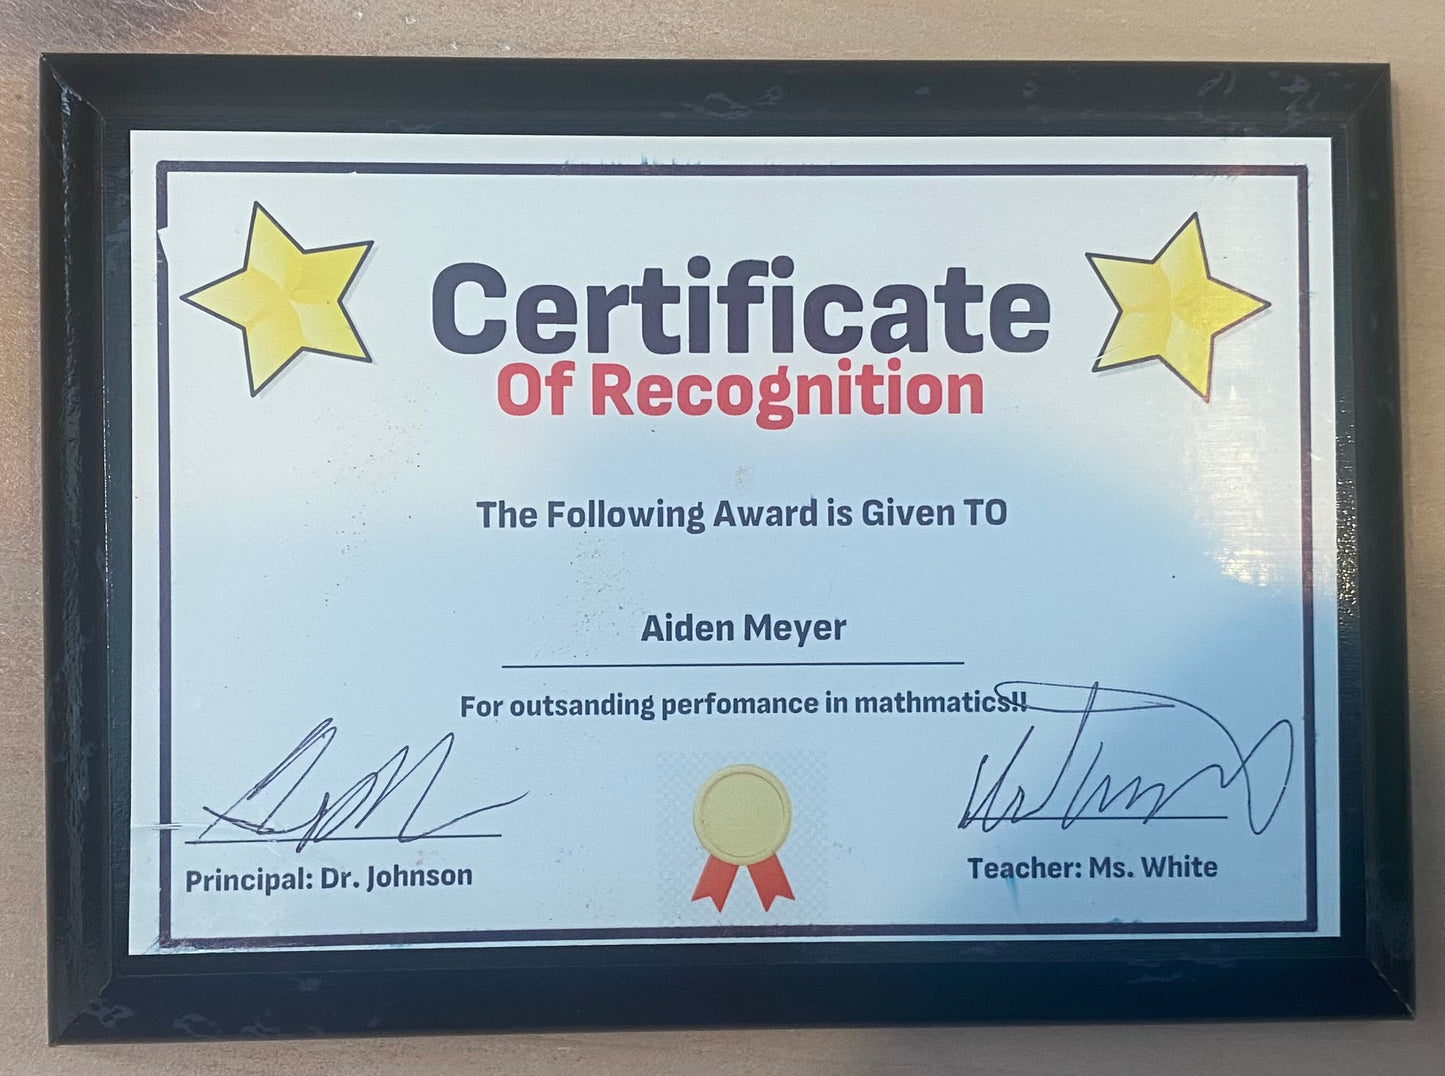 Certificate
Of Recognition
The Following Award is Given TO
Aiden Meyer
For outsanding perfomance in mathmatics!!
Principal: Dr. Johnson
Teacher: Ms. White